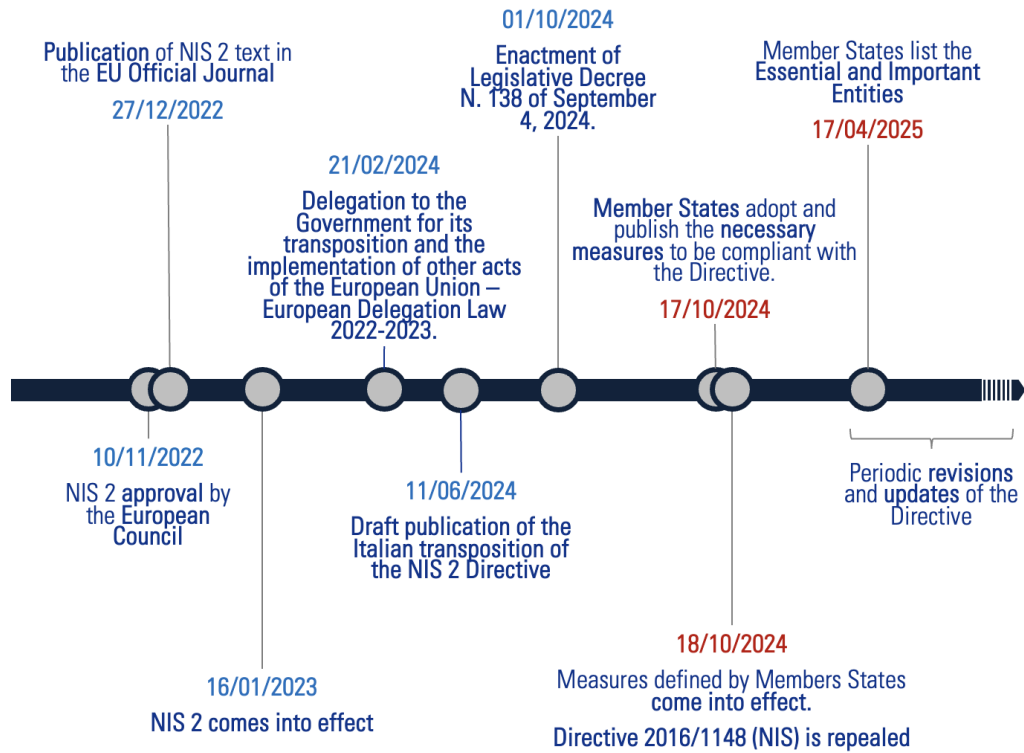 Publication of NIS 2 text in
the EU Official Journal
27/12/2022
01/10/2024
Enactment of
Legislative Decree
N. 138 of September
4, 2024.
Member States list the
Essential and Important
Entities
17/04/2025
21/02/2024
Delegation to the
Government for its
transposition and the
implementation of other acts
of the European Union –
European Delegation Law
2022-2023.
Member States adopt and
publish the necessary
measures to be compliant with
the Directive.
17/10/2024
10/11/2022
NIS 2 approval by
the European
Council
16/01/2023
NIS 2 comes into effect
11/06/2024
Draft publication of the
Italian transposition of
the NIS 2 Directive
18/10/2024
Measures defined by Members States
come into effect.
Directive 2016/1148 (NIS) is repealed
Periodic revisions
and updates of the
Directive